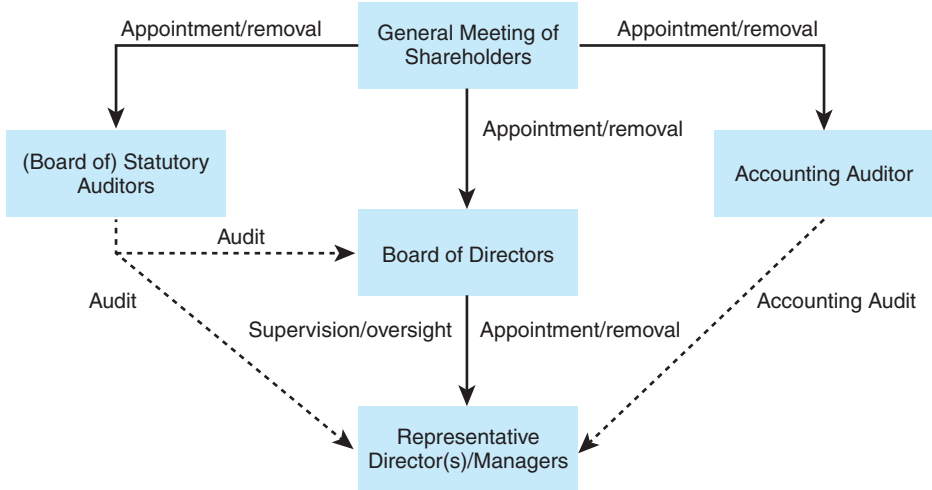 Appointment/removal
General Meeting of
Shareholders
Appointment/removal
Appointment/removal
(Board of) Statutory
Auditors
Accounting Auditor
Audit
Board of Directors
Audit
Accounting Audit
Supervision/oversight
Appointment/removal
Representative
Director(s)/Managers